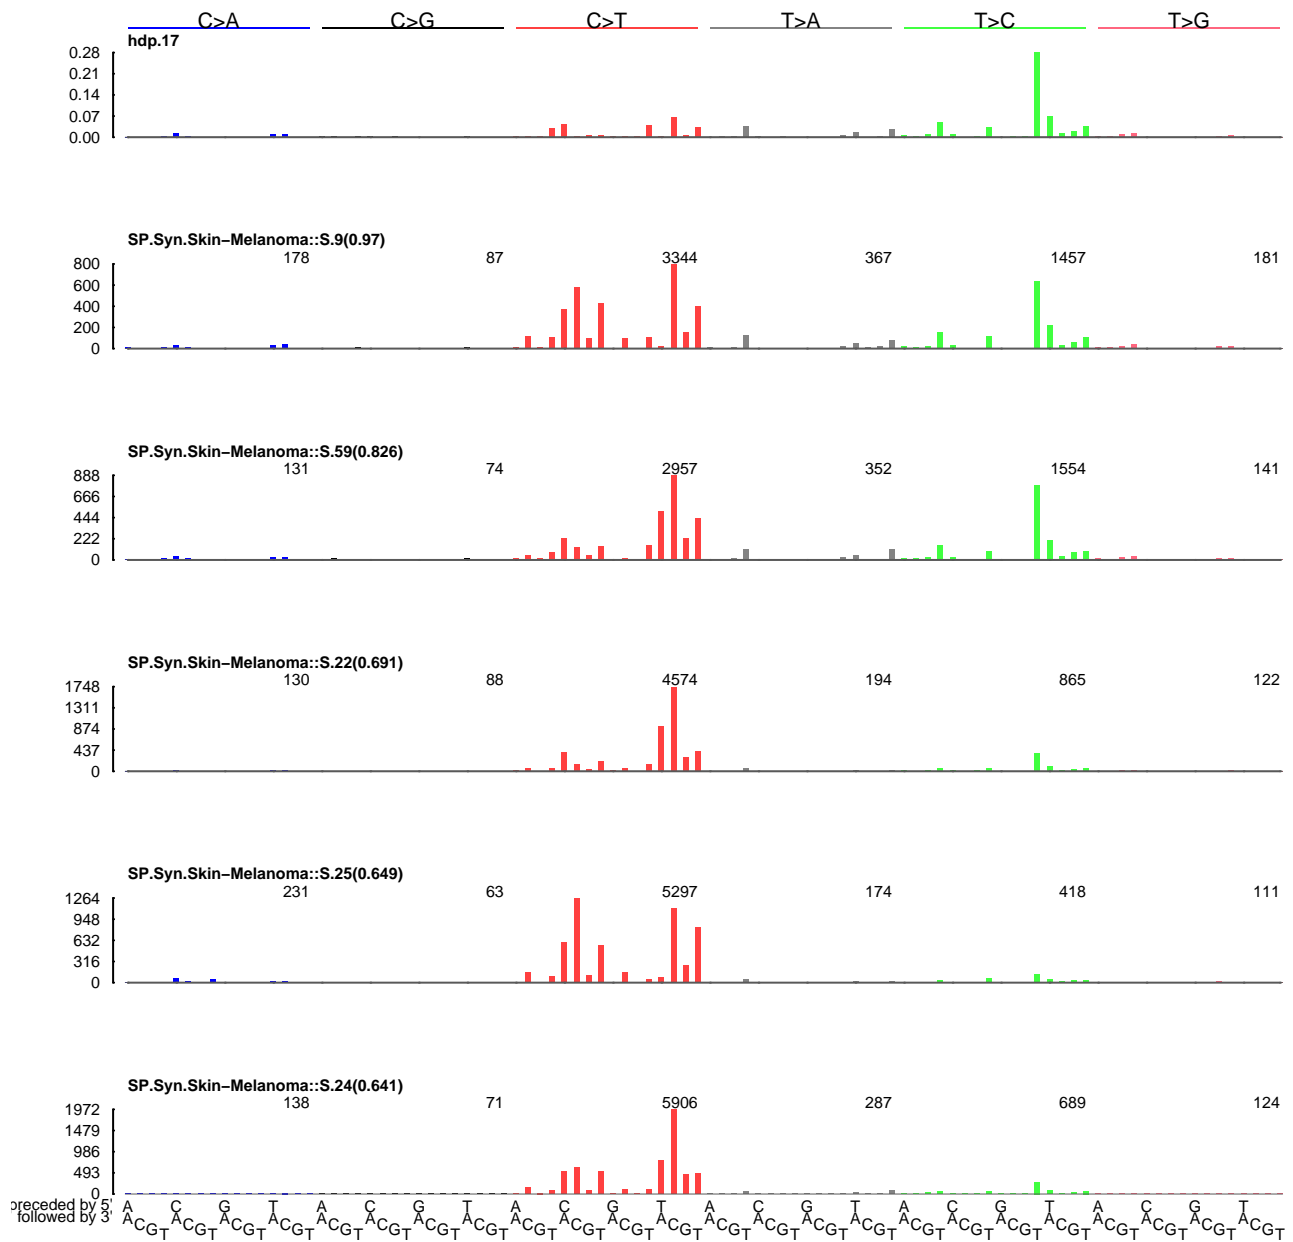 C>A C>G C>T T>A T>C T>G
hdp.17
0.28
0.21
0.14
0.07
0.00
SP.Syn.Skin−Melanoma::S.9(0.97)
178 87 3344 367 1457 181
800
600
400
200
0
SP.Syn.Skin−Melanoma::S.59(0.826)
131 74 2957 352 1554 141
888
666
444
222
0
SP.Syn.Skin−Melanoma::S.22(0.691)
130 88 4574 194 865 122
1748
1311
874
437
0
SP.Syn.Skin−Melanoma::S.25(0.649)
231 63 5297 174 418 111
1264
948
632
316
0
SP.Syn.Skin−Melanoma::S.24(0.641)
138 71 5906 287 689 124
1972
1479
986
493
0
preceded by 5' A C G T A C G T A C G T A C G T A C G T A C G T
followed by 3' A C G T A C G T A C G T A C G T A C G T A C G T A C G T A C G T A C G T A C G T A C G T A C G T A C G T A C G T A C G T A C G T A C G T A C G T A C G T A C G T A C G T A C G T A C G T A C G T